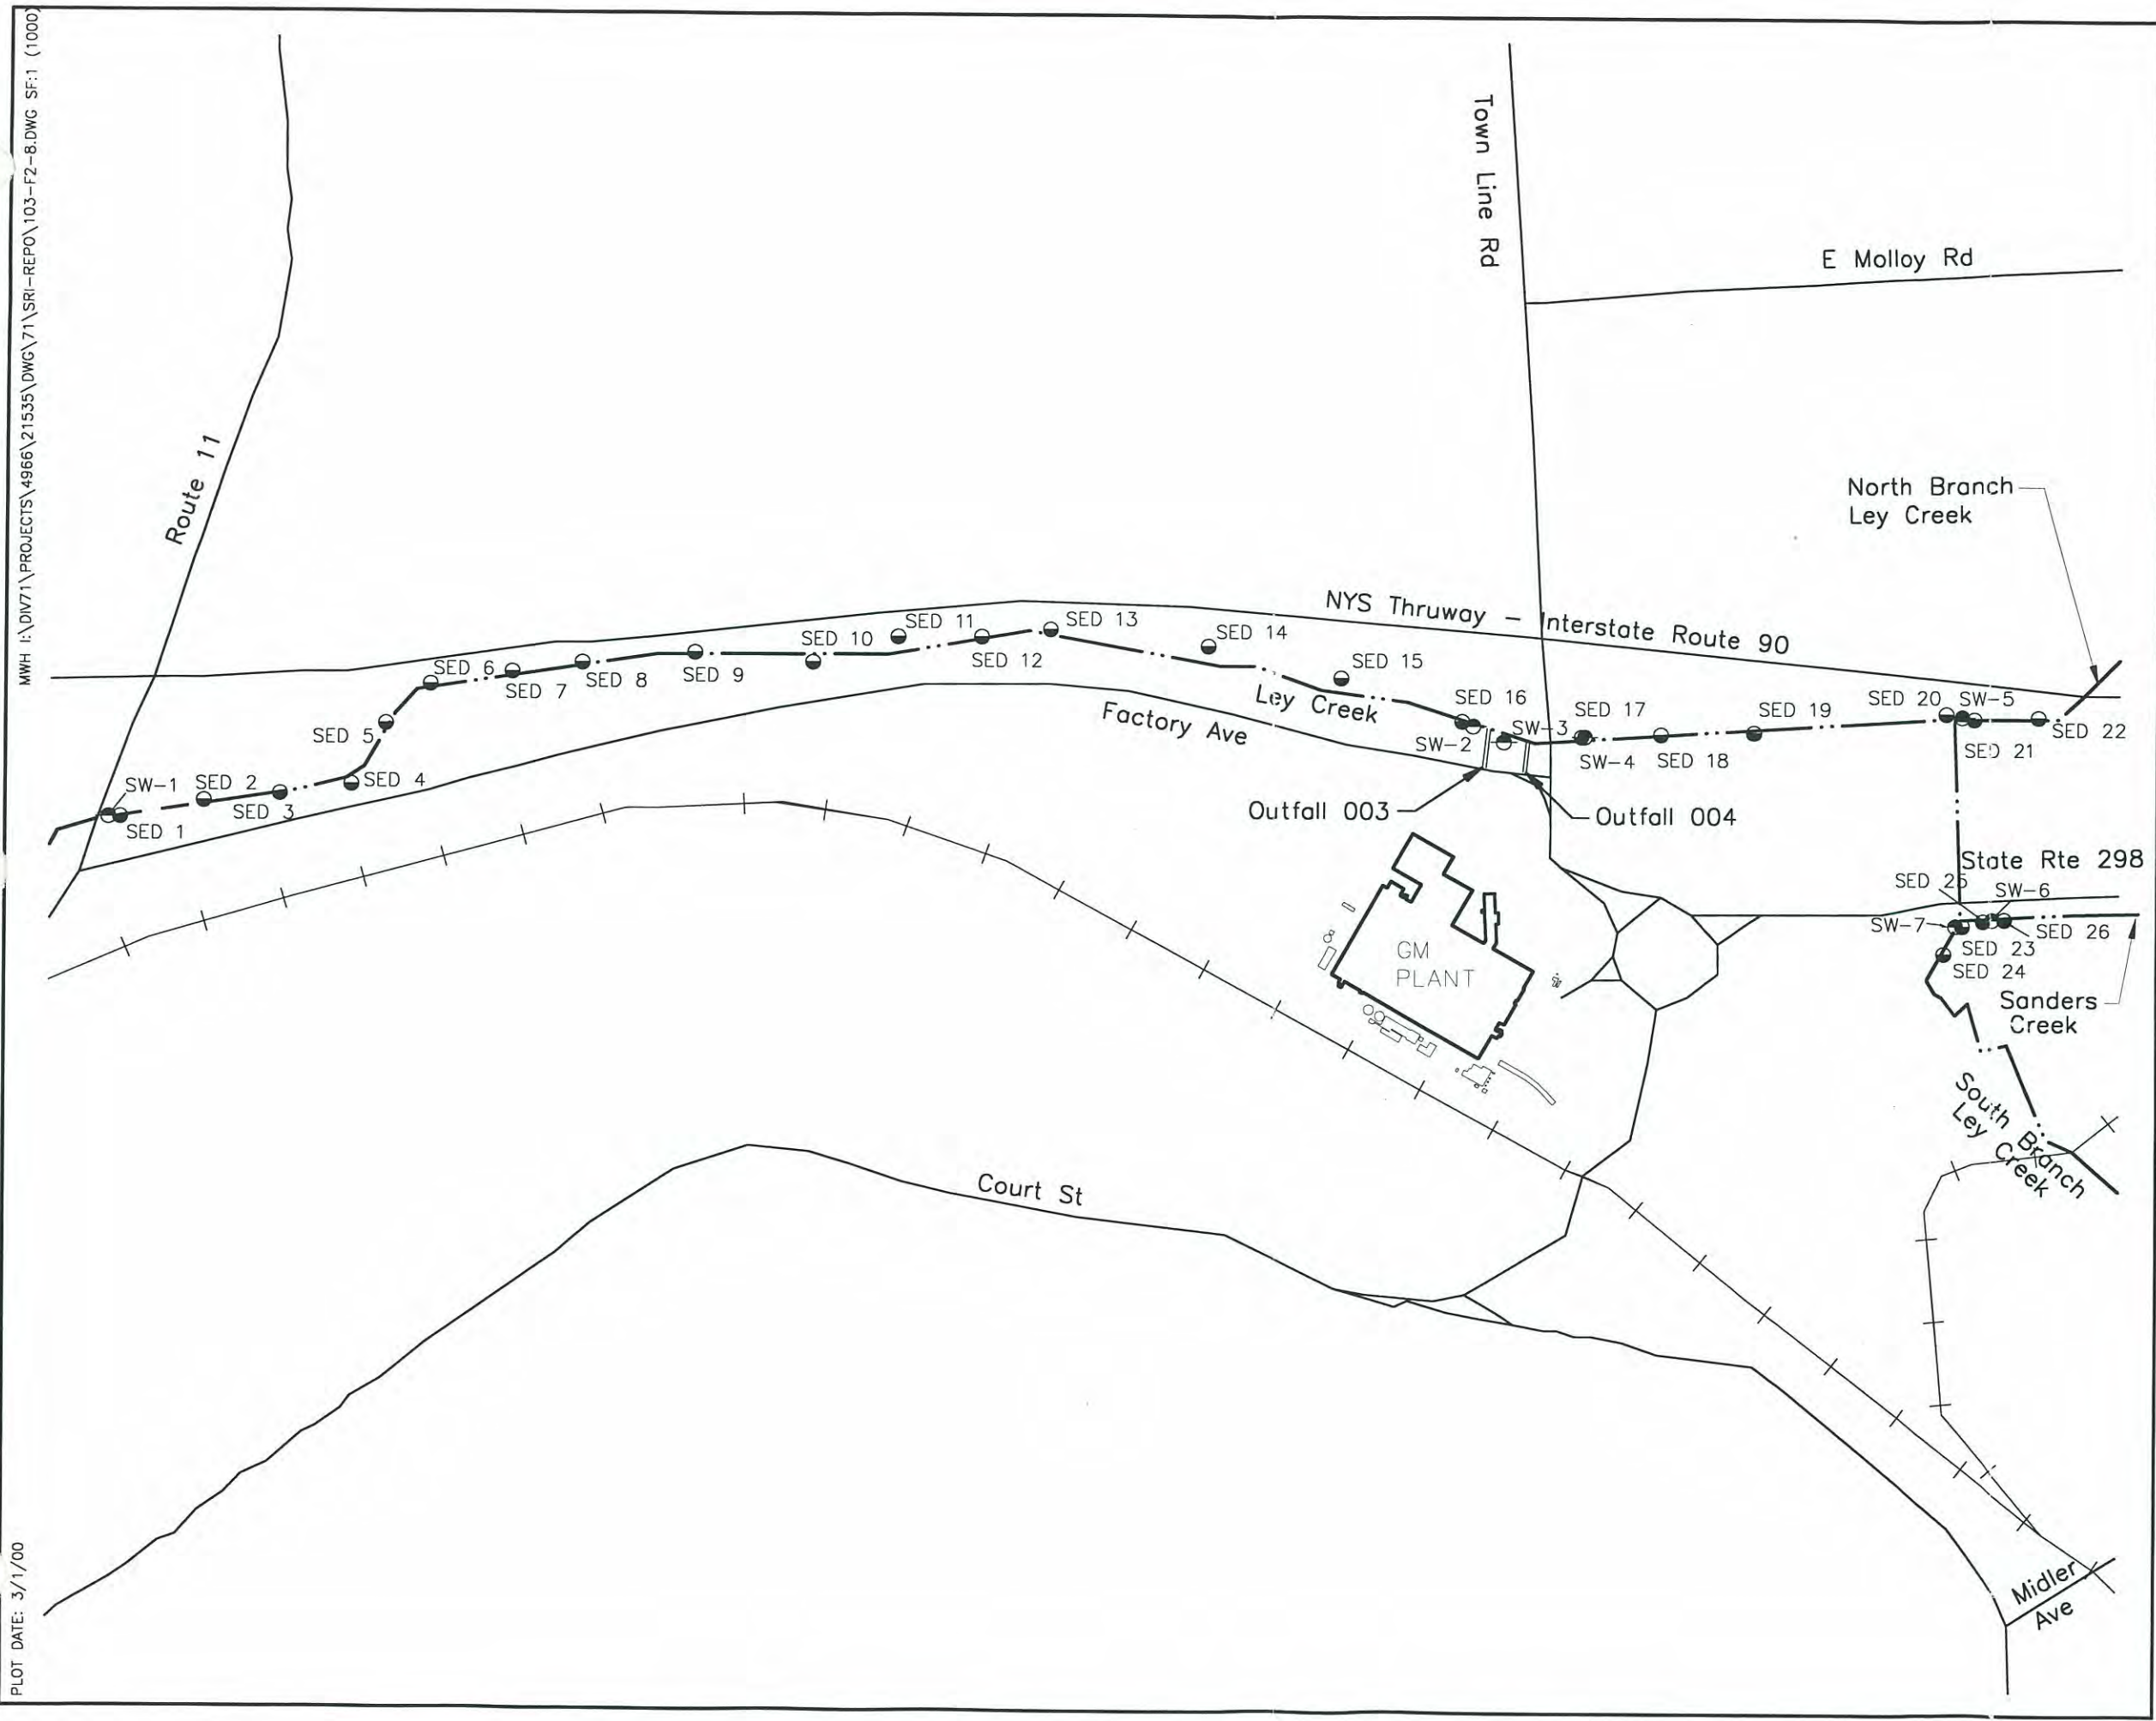 MWH I:\DIV71\PROJECTS\4966\21535\DWG\71\SRI-REPO\103-F2-8.DWG SF:1 (1000)
PLOT DATE: 3/1/00
Town Line Rd
E Molloy Rd
Route 11
North Branch
Ley Creek
NYS Thruway - Interstate Route 90
SED 11
SED 13
SED 10
SED 14
SED 12
SED 15
SED 6
SED 7
SED 8
SED 9
Ley Creek
Factory Ave
SED 16
SW-3
SED 17
SED 19
SED 20
SW-5
SED 22
SED 5
SW-2
SW-4
SED 18
SED 21
SW-1
SED 2
SED 4
SED 3
SED 1
Outfall 003
Outfall 004
State Rte 298
SED 25
SW-6
SW-7
SED 26
SED 23
SED 24
GM
PLANT
Sanders
Creek
South Branch
Ley Creek
Court St
Midler
Ave